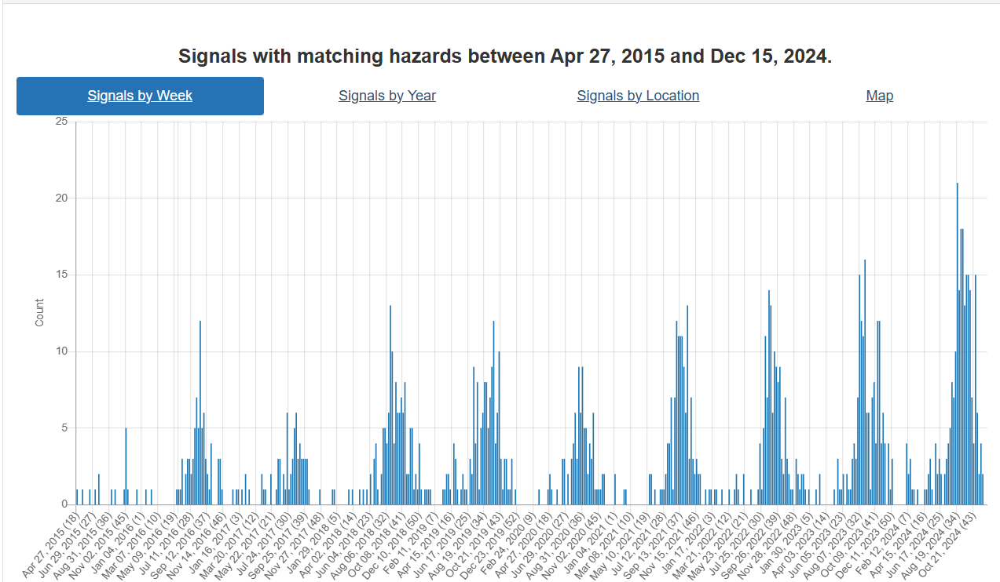 Signals with matching hazards between Apr 27, 2015 and Dec 15, 2024.
Signals by Week
Signals by Year
Signals by Location
Map
25
20
15
10
5
0
Count
Apr 27, 2015 (18)
Jun 29, 2015 (27)
Aug 31, 2015 (36)
Nov 02, 2015 (45)
Jan 04, 2016 (1)
Mar 07, 2016 (10)
May 09, 2016 (19)
Jul 11, 2016 (28)
Sep 12, 2016 (37)
Nov 14, 2016 (46)
Jan 16, 2017 (3)
Mar 20, 2017 (12)
May 22, 2017 (21)
Jul 24, 2017 (30)
Sep 25, 2017 (39)
Nov 27, 2017 (48)
Jan 29, 2018 (5)
Apr 02, 2018 (14)
Jun 04, 2018 (23)
Aug 06, 2018 (32)
Oct 08, 2018 (41)
Dec 10, 2018 (50)
Feb 11, 2019 (7)
Apr 15, 2019 (16)
Jun 17, 2019 (25)
Aug 19, 2019 (34)
Oct 21, 2019 (43)
Dec 23, 2019 (52)
Feb 24, 2020 (9)
Apr 27, 2020 (18)
Jun 29, 2020 (27)
Aug 31, 2020 (36)
Nov 02, 2020 (45)
Jan 04, 2021 (1)
Mar 08, 2021 (10)
May 10, 2021 (19)
Jul 12, 2021 (28)
Sep 13, 2021 (37)
Nov 15, 2021 (46)
Jan 17, 2022 (3)
Mar 21, 2022 (12)
May 23, 2022 (21)
Jul 25, 2022 (30)
Sep 26, 2022 (39)
Nov 28, 2022 (48)
Jan 30, 2023 (5)
Apr 03, 2023 (14)
Jun 05, 2023 (23)
Aug 07, 2023 (32)
Oct 09, 2023 (41)
Dec 11, 2023 (50)
Feb 12, 2024 (7)
Apr 15, 2024 (16)
Jun 17, 2024 (25)
Aug 19, 2024 (34)
Oct 21, 2024 (43)